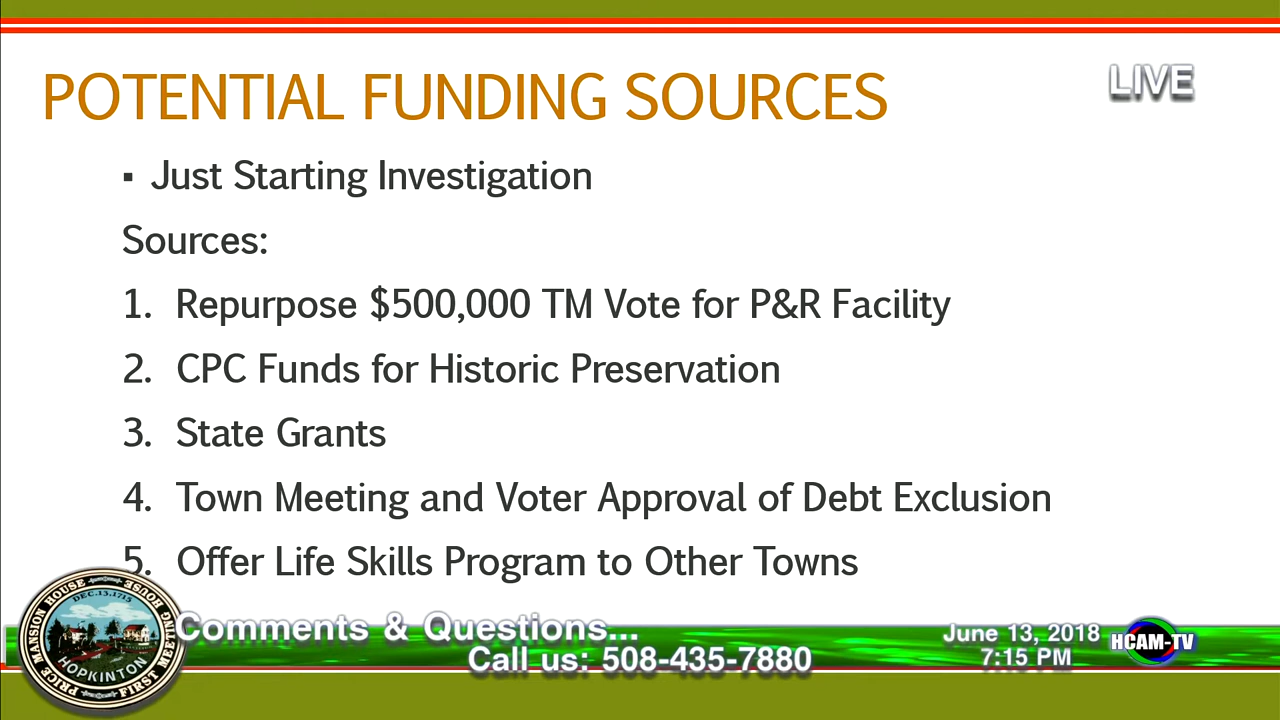 POTENTIAL FUNDING SOURCES
LIVE
▪ Just Starting Investigation
Sources:
1. Repurpose $500,000 TM Vote for P&R Facility
2. CPC Funds for Historic Preservation
3. State Grants
4. Town Meeting and Voter Approval of Debt Exclusion
5. Offer Life Skills Program to Other Towns
Comments & Questions...
Call us: 508-435-7880
June 13, 2018
7:15 PM
HCAM-TV
PRICE MANSION HOUSE
FIRST MEETING HOUSE
DEC.13.1715
HOPKINTON